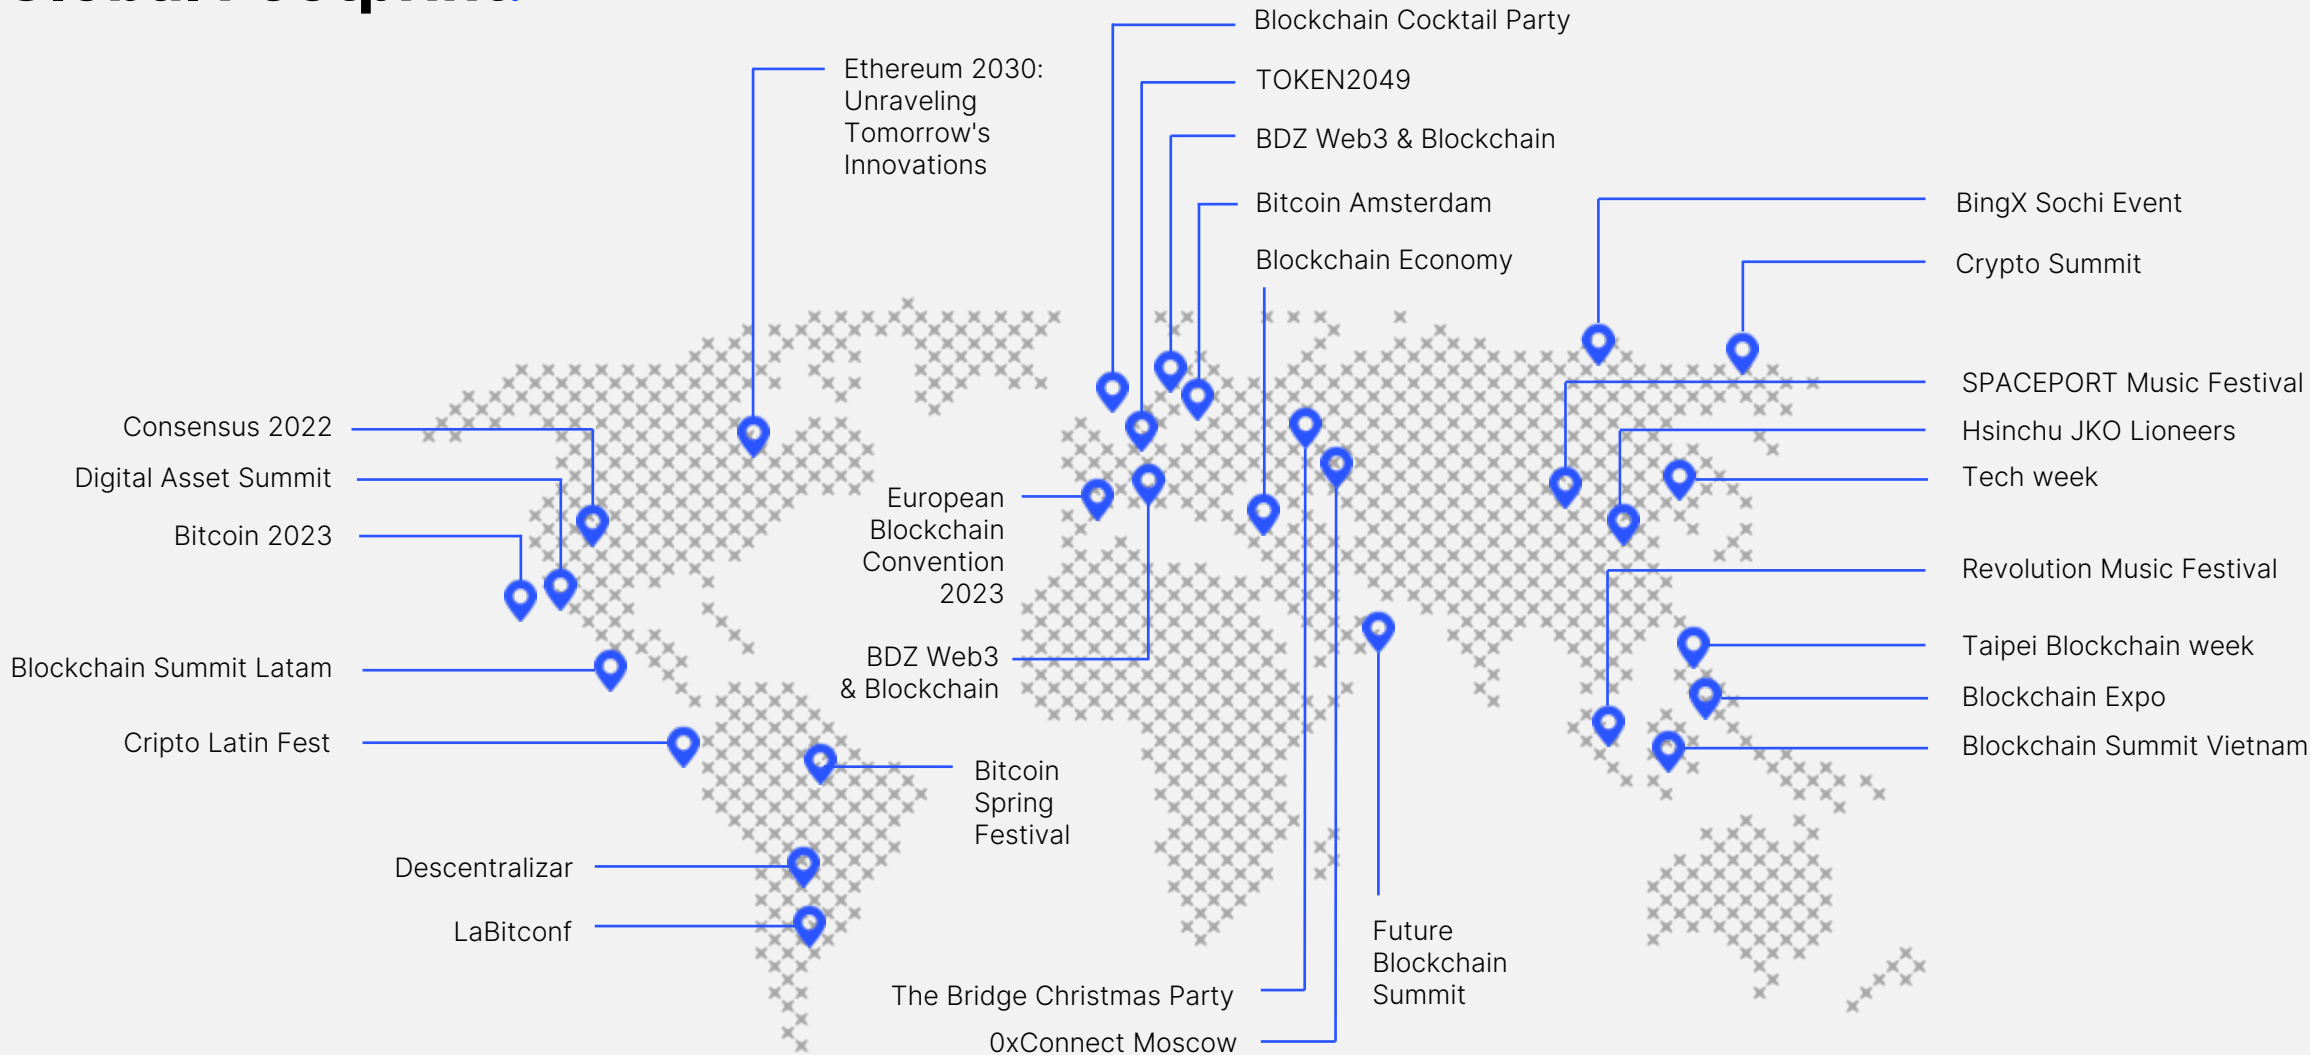 Global Footprint.
Blockchain Cocktail Party
Ethereum 2030:
Unraveling
Tomorrow's
Innovations
TOKEN2049
BDZ Web3 & Blockchain
Bitcoin Amsterdam
Blockchain Economy
BingX Sochi Event
Crypto Summit
SPACEPORT Music Festival
Hsinchu JKO Lioneers
Tech week
Revolution Music Festival
Taipei Blockchain week
Blockchain Expo
Blockchain Summit Vietnam
Consensus 2022
Digital Asset Summit
Bitcoin 2023
Blockchain Summit Latam
Cripto Latin Fest
European
Blockchain
Convention
2023
BDZ Web3
& Blockchain
Bitcoin
Spring
Festival
Descentralizar
LaBitconf
The Bridge Christmas Party
0xConnect Moscow
Future
Blockchain
Summit